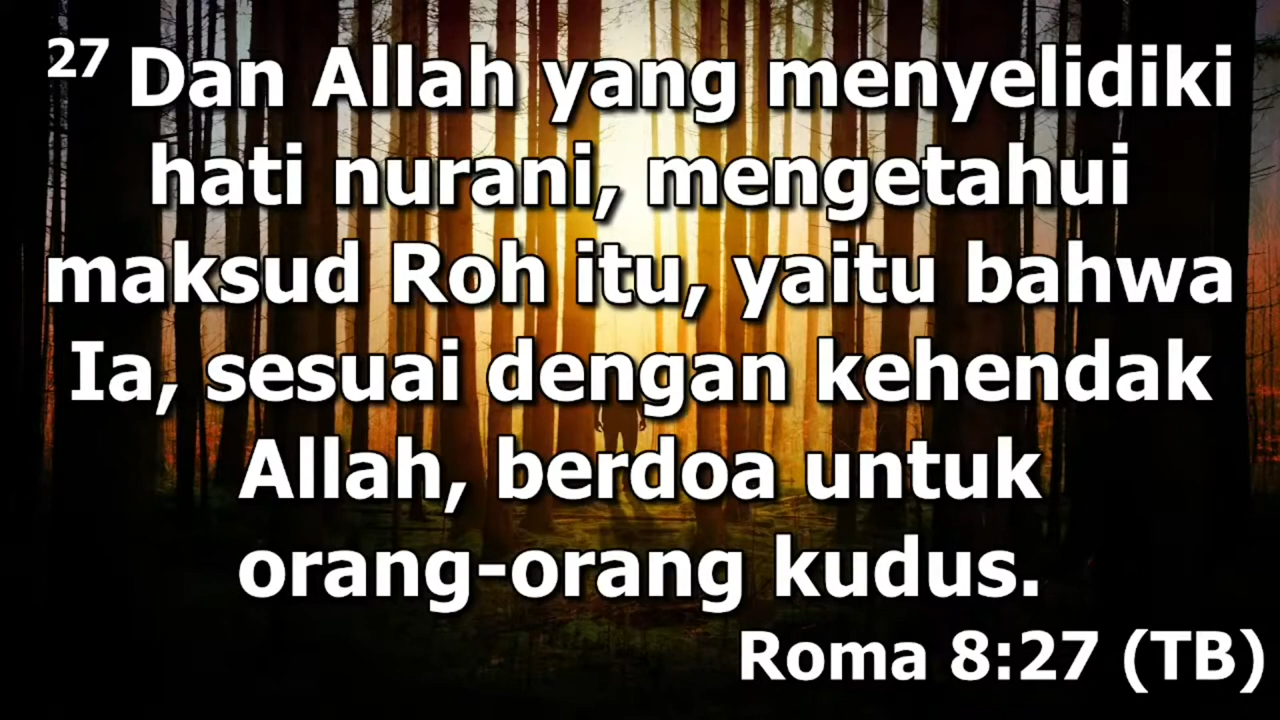 27 Dan Allah yang menyelidiki
hati nurani, mengetahui
maksud Roh itu, yaitu bahwa
Ia, sesuai dengan kehendak
Allah, berdoa untuk
orang-orang kudus.
Roma 8:27 (TB)